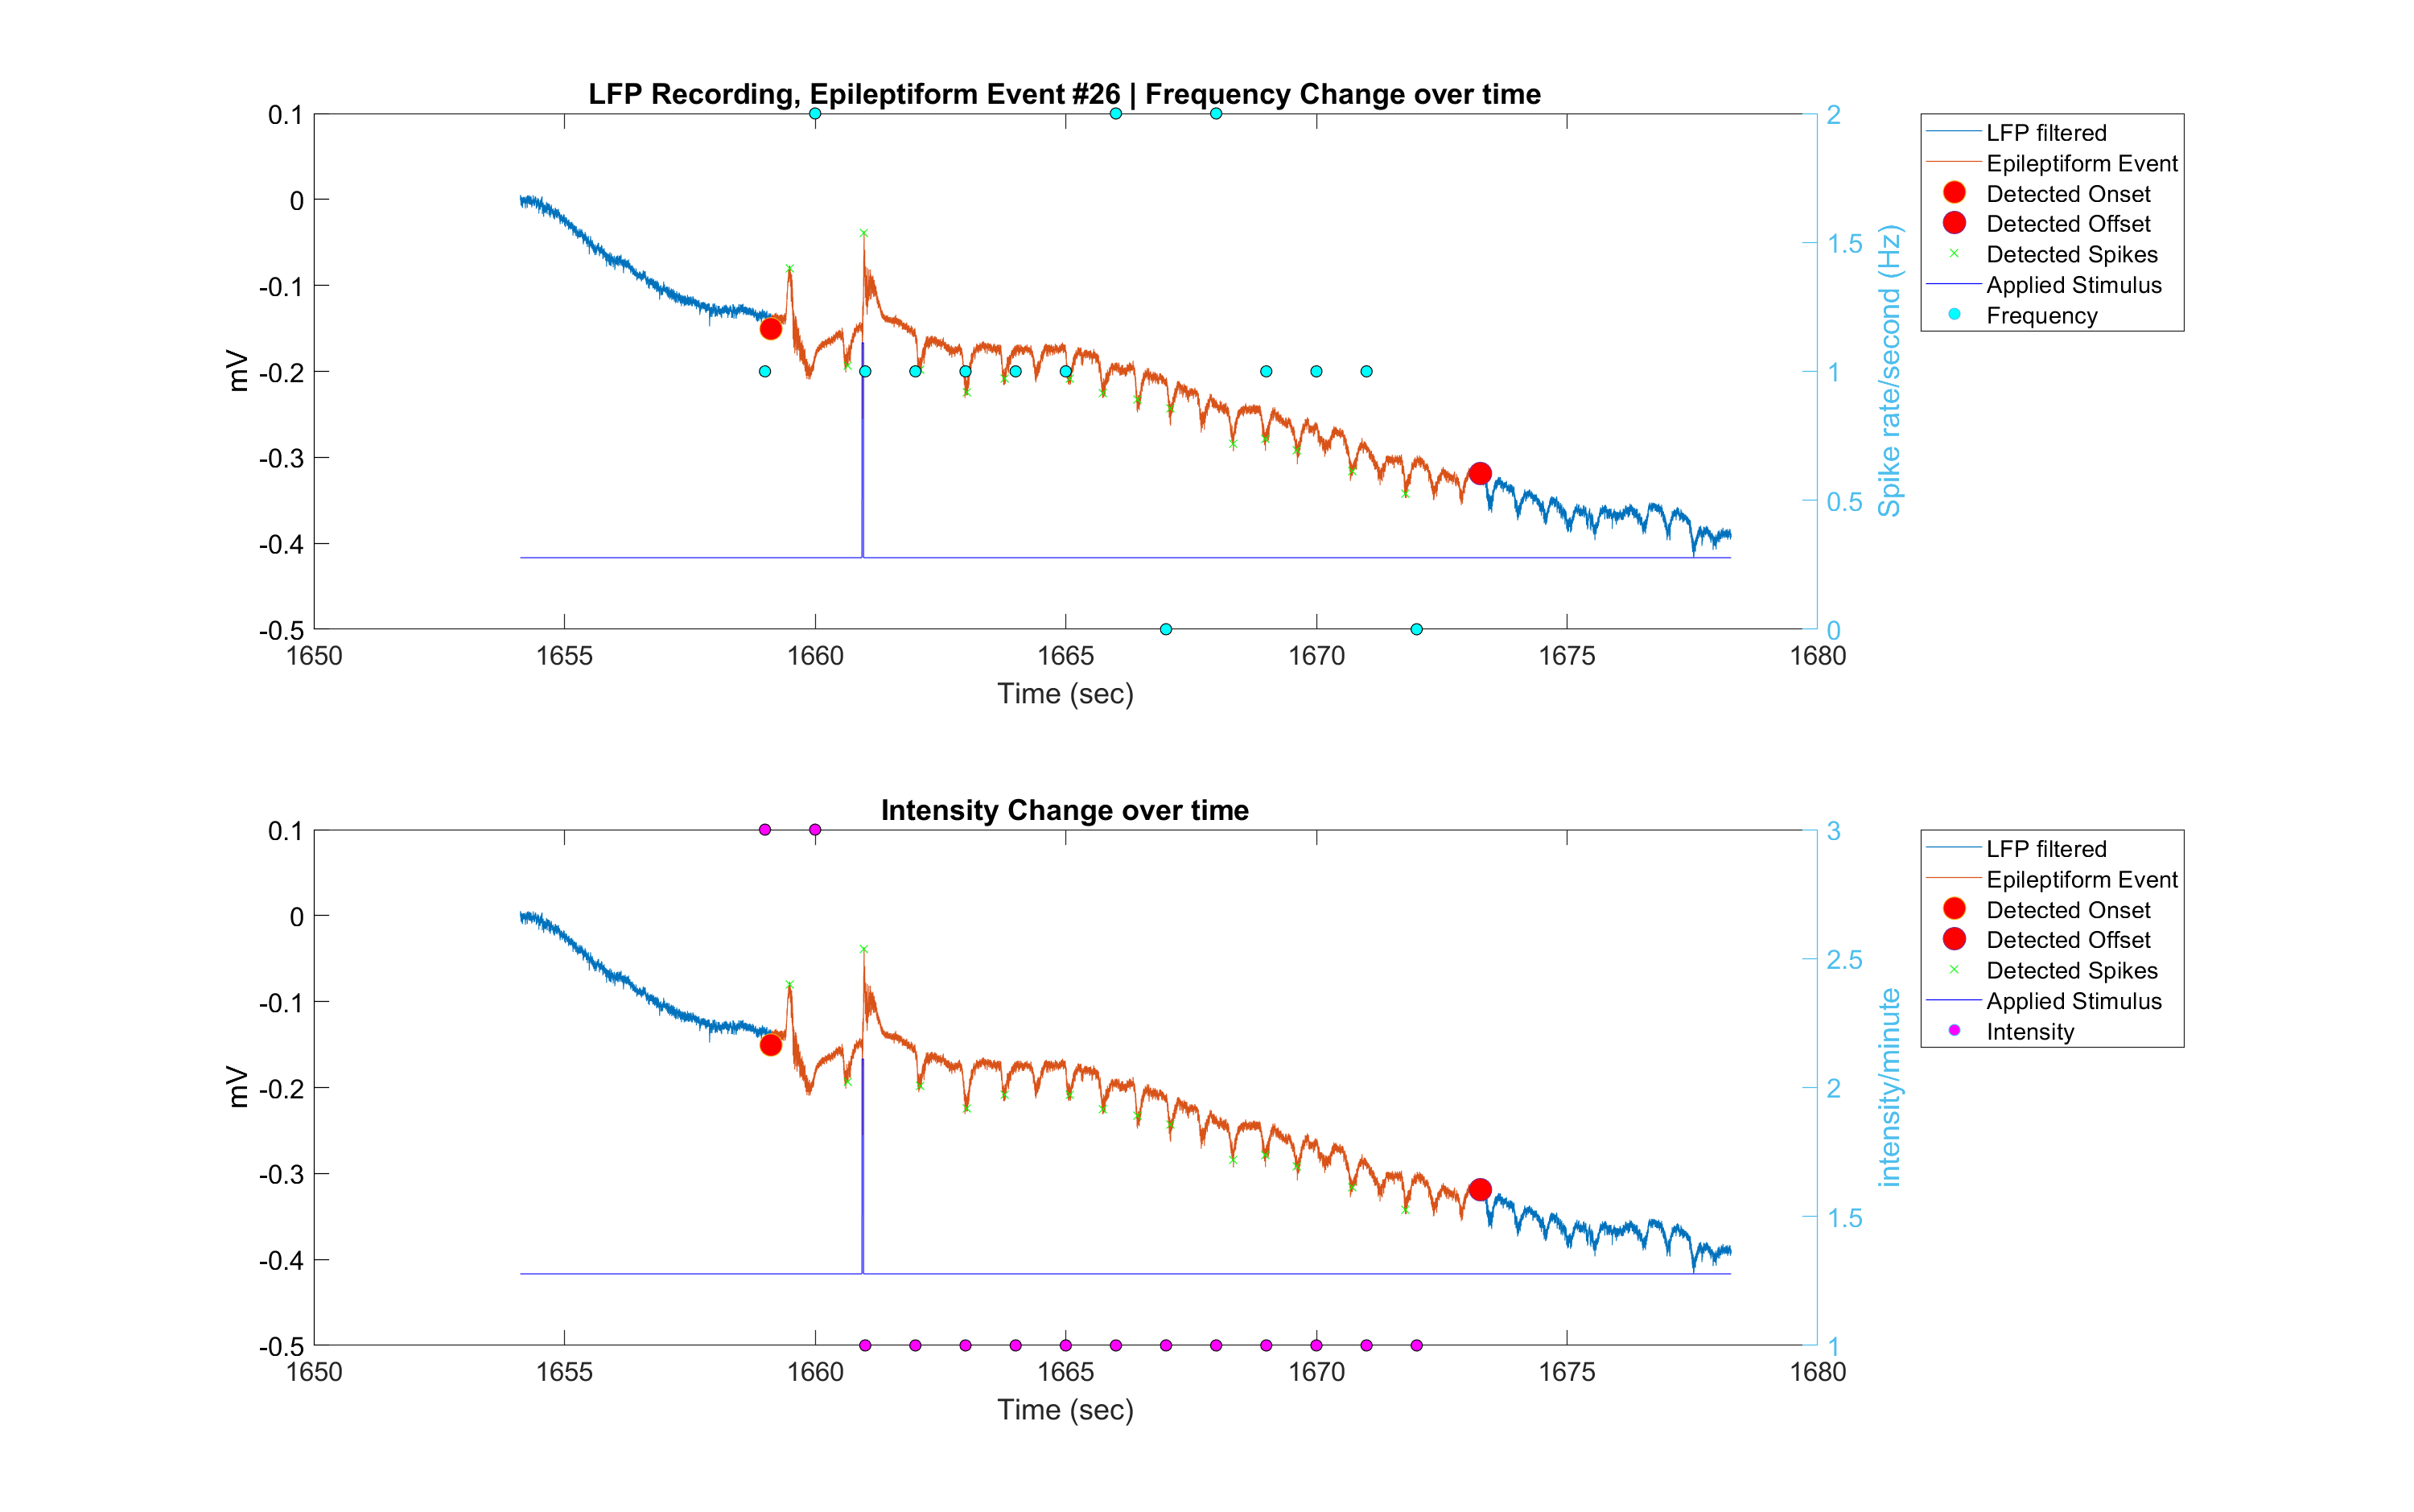 LFP Recording, Epileptiform Event #26 | Frequency Change over time
0.1
0
-0.1
-0.2
-0.3
-0.4
-0.5
mV
1650 1655 1660 1665 1670 1675 1680
Time (sec)
2
1.5
1
0.5
0
Spike rate/second (Hz)
LFP filtered
Epileptiform Event
Detected Onset
Detected Offset
Detected Spikes
Applied Stimulus
Frequency
Intensity Change over time
0.1
0
-0.1
-0.2
-0.3
-0.4
-0.5
mV
1650 1655 1660 1665 1670 1675 1680
Time (sec)
3
2.5
2
1.5
1
intensity/minute
LFP filtered
Epileptiform Event
Detected Onset
Detected Offset
Detected Spikes
Applied Stimulus
Intensity